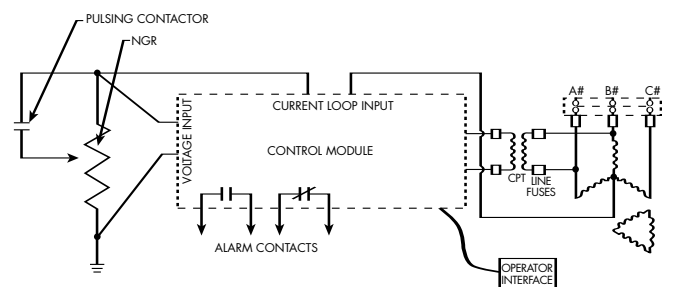 PULSING CONTACTOR
NGR
A# B# C#
CURRENT LOOP INPUT
VOLTAGE INPUT
CONTROL MODULE
CPT
LINE
FUSES
ALARM CONTACTS
OPERATOR
INTERFACE